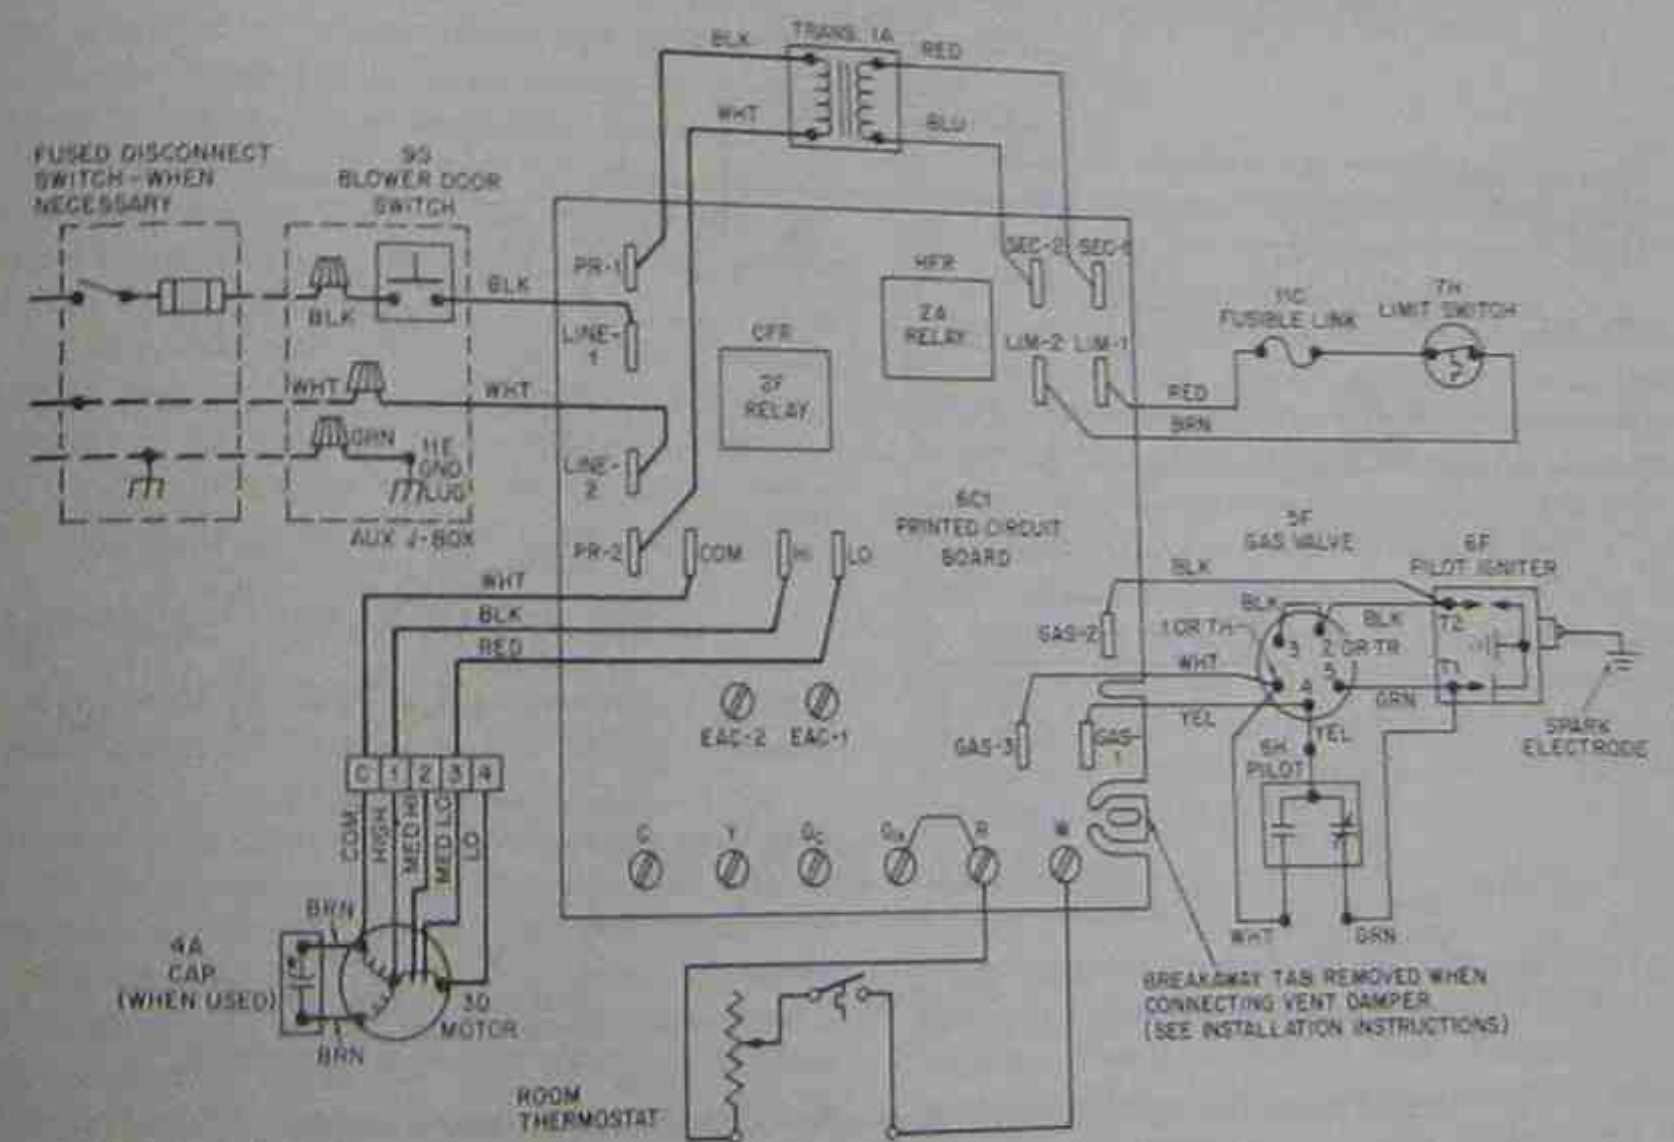 TRANS. 1A
BLK
RED
WHT
BLU
FUSED DISCONNECT
SWITCH-WHEN
NECESSARY
9G
BLOWER DOOR
SWITCH
BLK
BLK
WHT
WHT
GRN
11E
GND
LUG
AUX J-BOX
PR-1
LINE-
1
LINE-
2
PR-2
COM
HI
LO
CFR
2F
RELAY
HFR
2A
RELAY
SEC-2
SEC-1
LIM-2
LIM-1
11C
FUSIBLE LINK
7H
LIMIT SWITCH
RED
BRN
6C1
PRINTED CIRCUIT
BOARD
WHT
BLK
RED
5F
GAS VALVE
6F
PILOT IGNITER
BLK
BLK
BLK
GAS-2
1 OR TH
3
2
OR TR
T2
WHT
4
5
T1
GRN
YEL
YEL
GAS-3
GAS-
1
6H
PILOT
SPARK
ELECTRODE
EAC-2
EAC-1
C
1
2
3
4
COM
HIGH
MED HI
MED LO
LO
C
Y
GC
GH
R
W
WHT
GRN
BRN
4A
CAP
(WHEN USED)
BRN
3D
MOTOR
BREAKAWAY TAB REMOVED WHEN
CONNECTING VENT DAMPER
(SEE INSTALLATION INSTRUCTIONS)
ROOM
THERMOSTAT